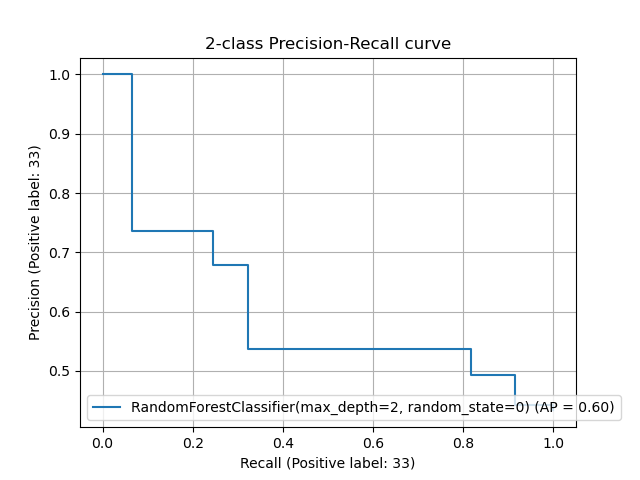 2-class Precision-Recall curve
1.0
0.9
0.8
0.7
0.6
0.5
Precision (Positive label: 33)
RandomForestClassifier(max_depth=2, random_state=0) (AP = 0.60)
0.0 0.2 0.4 0.6 0.8 1.0
Recall (Positive label: 33)